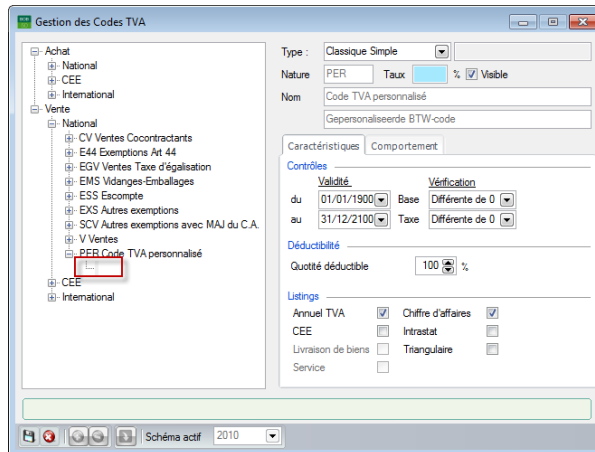 Gestion des Codes TVA
Achat
National
CEE
International
Vente
National
CV Ventes Cocontractants
E44 Exemptions Art 44
EGV Ventes Taxe d'égalisation
EMS Vidanges-Emballages
ESS Escompte
EXS Autres exemptions
SCV Autres exemptions avec MAJ du C.A.
V Ventes
PER Code TVA personnalisé
...
CEE
International
Type : Classique Simple
Nature PER Taux % Visible
Nom Code TVA personnalisé
Gepersonaliseerde BTW-code
Caractéristiques Comportement
Contrôles
Validité Vérification
du 01/01/1900 Base Différente de 0
au 31/12/2100 Taxe Différente de 0
Déductibilité
Quotité déductible 100 %
Listings
Annuel TVA Chiffre d'affaires
CEE Intrastat
Livraison de biens Triangulaire
Service
Schéma actif 2010